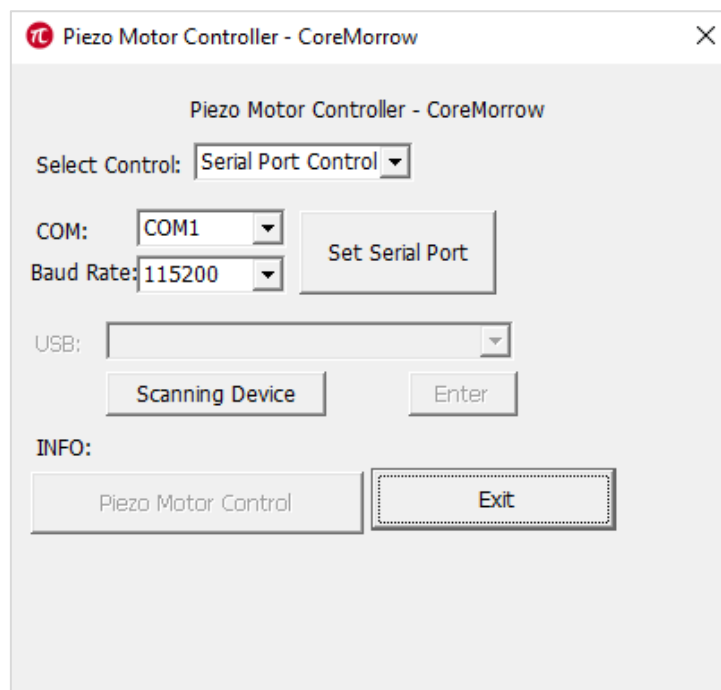 Piezo Motor Controller - CoreMorrow
Piezo Motor Controller - CoreMorrow
Select Control: Serial Port Control
COM: COM1
Set Serial Port
Baud Rate: 115200
USB:
Scanning Device Enter
INFO:
Piezo Motor Control Exit